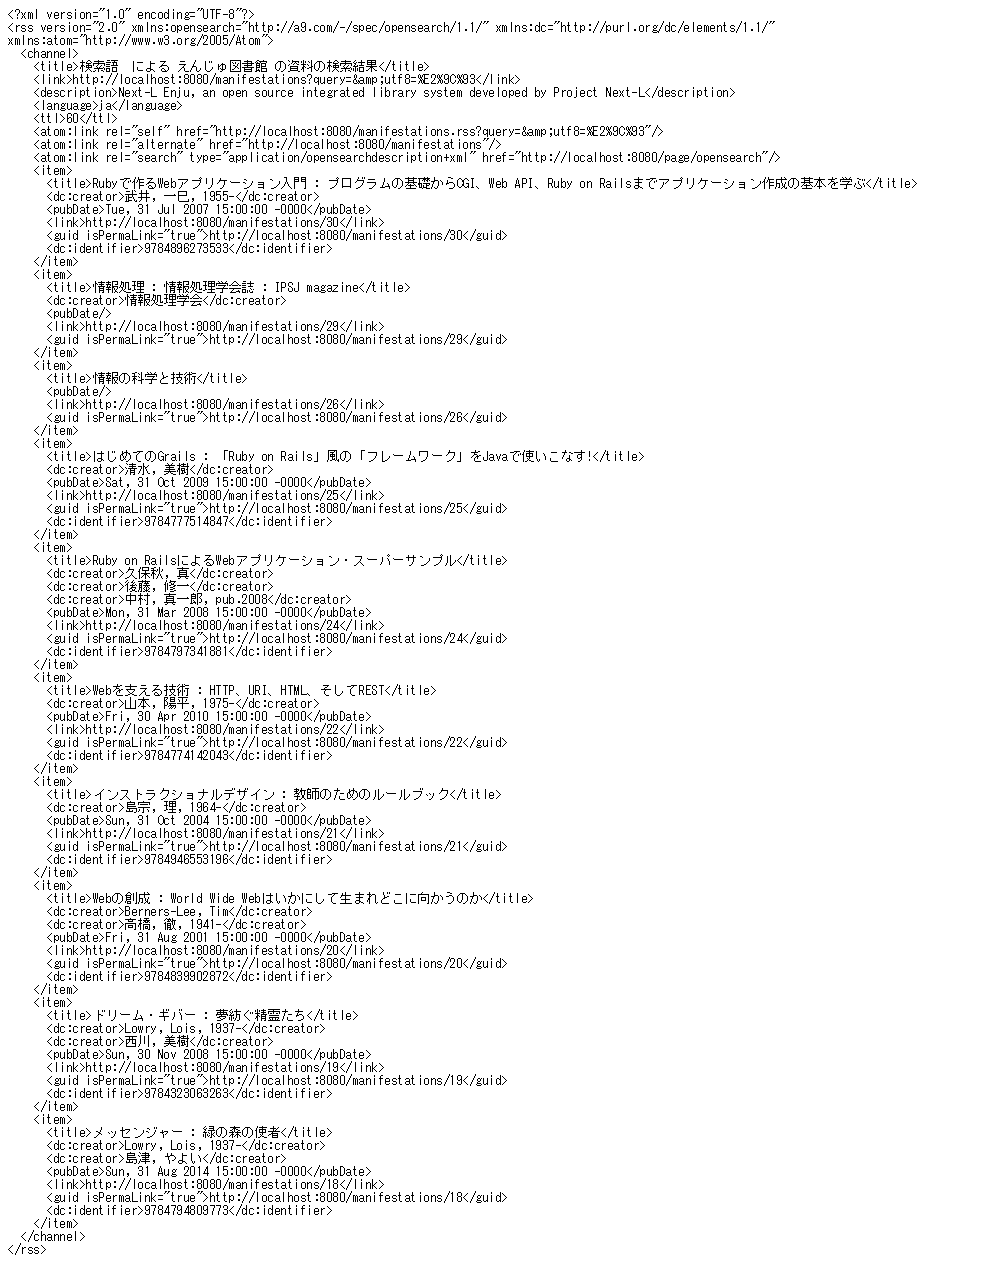 <?xml version="1.0" encoding="UTF-8"?>
<rss version="2.0" xmlns:opensearch="http://a9.com/-/spec/opensearch/1.1/" xmlns:dc="http://purl.org/dc/elements/1.1/"
xmlns:atom="http://www.w3.org/2005/Atom">
  <channel>
    <title>検索語　による えんじゅ図書館 の資料の検索結果</title>
    <link>http://localhost:8080/manifestations?query=&amp;utf8=%E2%9C%93</link>
    <description>Next-L Enju, an open source integrated library system developed by Project Next-L</description>
    <language>ja</language>
    <ttl>60</ttl>
    <atom:link rel="self" href="http://localhost:8080/manifestations.rss?query=&amp;utf8=%E2%9C%93"/>
    <atom:link rel="alternate" href="http://localhost:8080/manifestations"/>
    <atom:link rel="search" type="application/opensearchdescription+xml" href="http://localhost:8080/page/opensearch"/>
    <item>
      <title>Rubyで作るWebアプリケーション入門 : プログラムの基礎からCGI、Web API、Ruby on Railsまでアプリケーション作成の基本を学ぶ</title>
      <dc:creator>武井, 一巳, 1955-</dc:creator>
      <pubDate>Tue, 31 Jul 2007 15:00:00 -0000</pubDate>
      <link>http://localhost:8080/manifestations/30</link>
      <guid isPermaLink="true">http://localhost:8080/manifestations/30</guid>
      <dc:identifier>9784896273533</dc:identifier>
    </item>
    <item>
      <title>情報処理 : 情報処理学会誌 : IPSJ magazine</title>
      <dc:creator>情報処理学会</dc:creator>
      <pubDate/>
      <link>http://localhost:8080/manifestations/29</link>
      <guid isPermaLink="true">http://localhost:8080/manifestations/29</guid>
    </item>
    <item>
      <title>情報の科学と技術</title>
      <pubDate/>
      <link>http://localhost:8080/manifestations/26</link>
      <guid isPermaLink="true">http://localhost:8080/manifestations/26</guid>
    </item>
    <item>
      <title>はじめてのGrails : 「Ruby on Rails」風の「フレームワーク」をJavaで使いこなす!</title>
      <dc:creator>清水, 美樹</dc:creator>
      <pubDate>Sat, 31 Oct 2009 15:00:00 -0000</pubDate>
      <link>http://localhost:8080/manifestations/25</link>
      <guid isPermaLink="true">http://localhost:8080/manifestations/25</guid>
      <dc:identifier>9784777514847</dc:identifier>
    </item>
    <item>
      <title>Ruby on RailsによるWebアプリケーション・スーパーサンプル</title>
      <dc:creator>久保秋, 真</dc:creator>
      <dc:creator>後藤, 修一</dc:creator>
      <dc:creator>中村, 真一郎, pub.2008</dc:creator>
      <pubDate>Mon, 31 Mar 2008 15:00:00 -0000</pubDate>
      <link>http://localhost:8080/manifestations/24</link>
      <guid isPermaLink="true">http://localhost:8080/manifestations/24</guid>
      <dc:identifier>9784797341881</dc:identifier>
    </item>
    <item>
      <title>Webを支える技術 : HTTP、URI、HTML、そしてREST</title>
      <dc:creator>山本, 陽平, 1975-</dc:creator>
      <pubDate>Fri, 30 Apr 2010 15:00:00 -0000</pubDate>
      <link>http://localhost:8080/manifestations/22</link>
      <guid isPermaLink="true">http://localhost:8080/manifestations/22</guid>
      <dc:identifier>9784774142043</dc:identifier>
    </item>
    <item>
      <title>インストラクショナルデザイン : 教師のためのルールブック</title>
      <dc:creator>島宗, 理, 1964-</dc:creator>
      <pubDate>Sun, 31 Oct 2004 15:00:00 -0000</pubDate>
      <link>http://localhost:8080/manifestations/21</link>
      <guid isPermaLink="true">http://localhost:8080/manifestations/21</guid>
      <dc:identifier>9784946553196</dc:identifier>
    </item>
    <item>
      <title>Webの創成 : World Wide Webはいかにして生まれどこに向かうのか</title>
      <dc:creator>Berners-Lee, Tim</dc:creator>
      <dc:creator>高橋, 徹, 1941-</dc:creator>
      <pubDate>Fri, 31 Aug 2001 15:00:00 -0000</pubDate>
      <link>http://localhost:8080/manifestations/20</link>
      <guid isPermaLink="true">http://localhost:8080/manifestations/20</guid>
      <dc:identifier>9784839902872</dc:identifier>
    </item>
    <item>
      <title>ドリーム・ギバー : 夢紡ぐ精霊たち</title>
      <dc:creator>Lowry, Lois, 1937-</dc:creator>
      <dc:creator>西川, 美樹</dc:creator>
      <pubDate>Sun, 30 Nov 2008 15:00:00 -0000</pubDate>
      <link>http://localhost:8080/manifestations/19</link>
      <guid isPermaLink="true">http://localhost:8080/manifestations/19</guid>
      <dc:identifier>9784323063263</dc:identifier>
    </item>
    <item>
      <title>メッセンジャー : 緑の森の使者</title>
      <dc:creator>Lowry, Lois, 1937-</dc:creator>
      <dc:creator>島津, やよい</dc:creator>
      <pubDate>Sun, 31 Aug 2014 15:00:00 -0000</pubDate>
      <link>http://localhost:8080/manifestations/18</link>
      <guid isPermaLink="true">http://localhost:8080/manifestations/18</guid>
      <dc:identifier>9784794809773</dc:identifier>
    </item>
  </channel>
</rss>